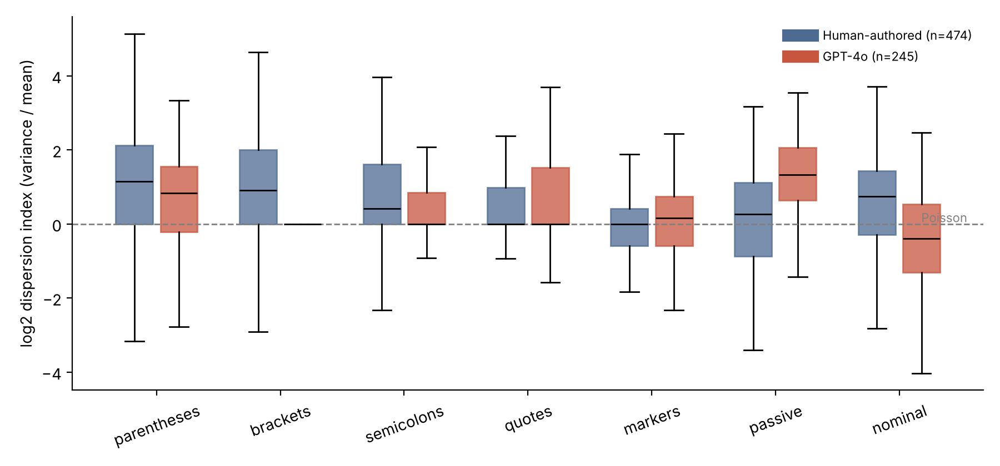 Human-authored (n=474)
GPT-4o (n=245)
log2 dispersion index (variance / mean)
4
2
0
−2
−4
Poisson
parentheses
brackets
semicolons
quotes
markers
passive
nominal